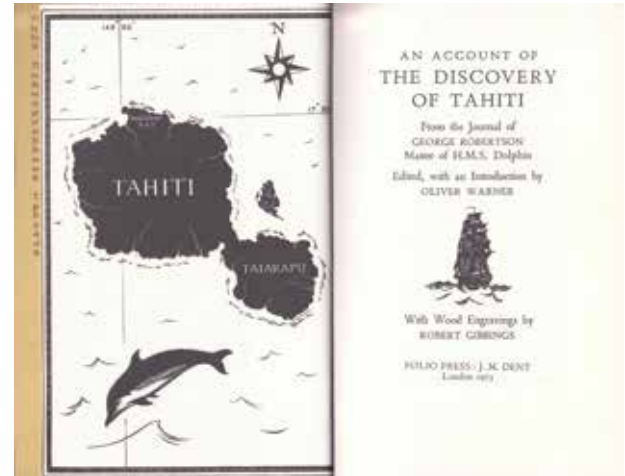 N
TAHITI
TAIARAPU
AN ACCOUNT OF
THE DISCOVERY
OF TAHITI
From the Journal of
GEORGE ROBERTSON
Master of H.M.S. Dolphin
Edited, with an Introduction by
OLIVER WARNER
With Wood Engravings by
ROBERT GIBBINGS
FOLIO PRESS: J. M. DENT
London 1973